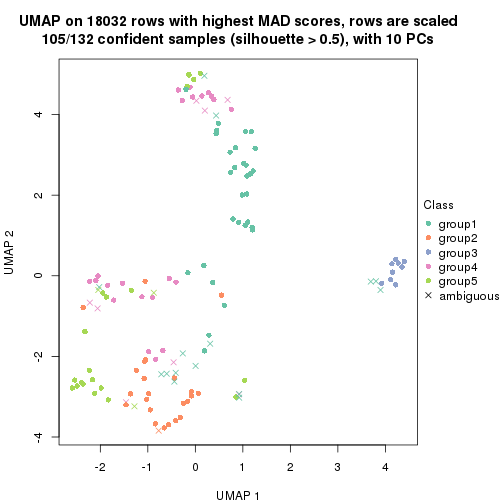 UMAP on 18032 rows with highest MAD scores, rows are scaled
105/132 confident samples (silhouette > 0.5), with 10 PCs
4
2
0
-2
-4
UMAP 2
-2
-1
0
1
2
3
4
UMAP 1
Class
group1
group2
group3
group4
group5
ambiguous